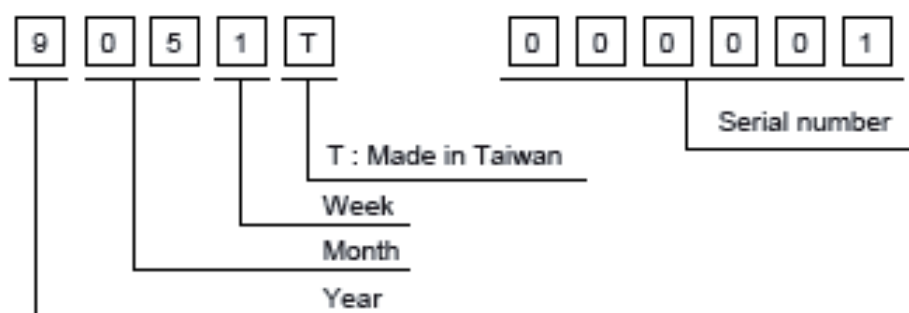 9 0 5 1 T 0 0 0 0 0 1
Serial number
T : Made in Taiwan
Week
Month
Year